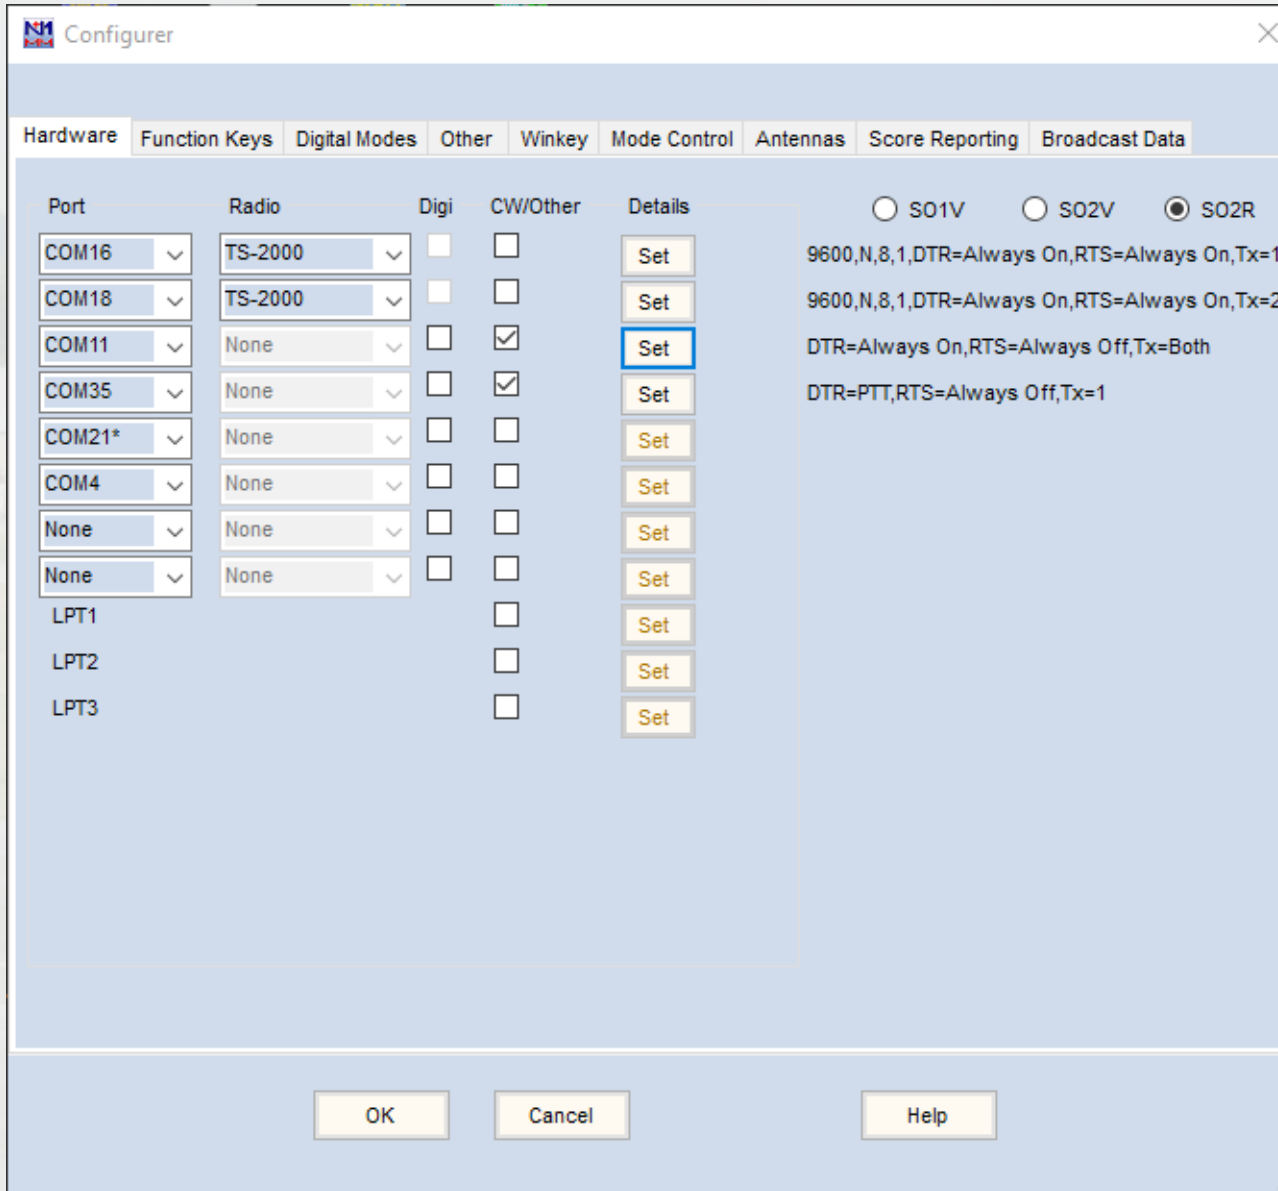 N1
MM
Configurer
Hardware Function Keys Digital Modes Other Winkey Mode Control Antennas Score Reporting Broadcast Data
Port Radio Digi CW/Other Details SO1V SO2V SO2R
COM16 TS-2000 Set 9600,N,8,1,DTR=Always On,RTS=Always On,Tx=1
COM18 TS-2000 Set 9600,N,8,1,DTR=Always On,RTS=Always On,Tx=2
COM11 None Set DTR=Always On,RTS=Always Off,Tx=Both
COM35 None Set DTR=PTT,RTS=Always Off,Tx=1
COM21* None Set
COM4 None Set
None None Set
None None Set
LPT1 Set
LPT2 Set
LPT3 Set
OK Cancel Help